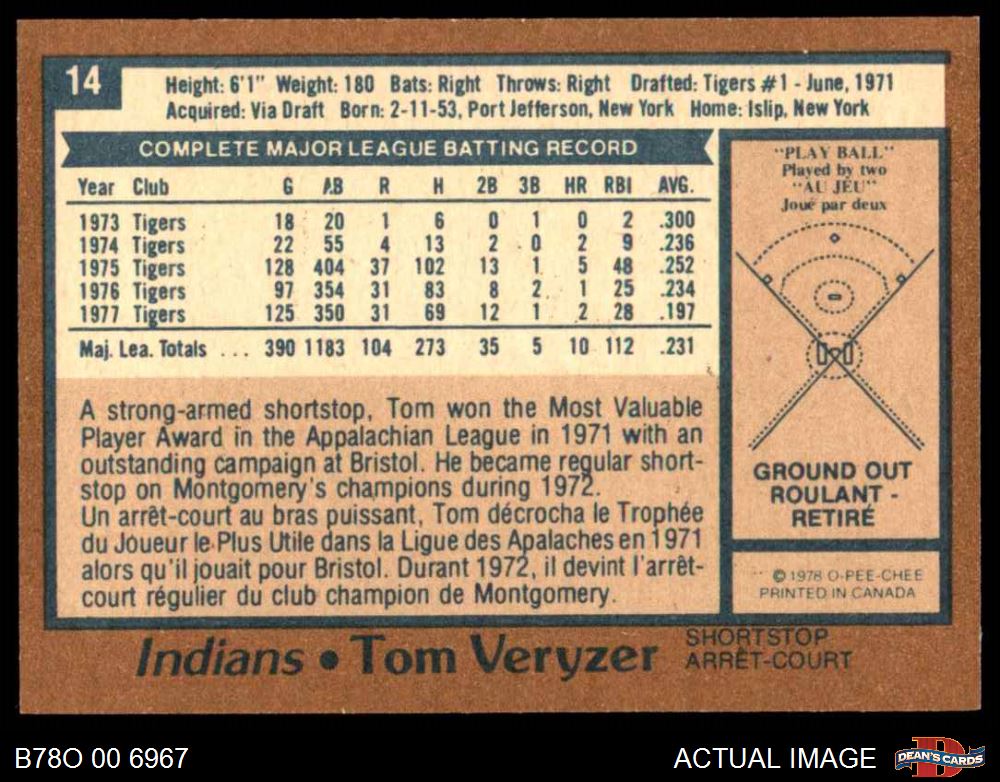 14
Height: 6'1" Weight: 180 Bats: Right Throws: Right Drafted: Tigers #1 - June, 1971
Acquired: Via Draft Born: 2-11-53, Port Jefferson, New York Home: Islip, New York
COMPLETE MAJOR LEAGUE BATTING RECORD
Year Club G AB R H 2B 3B HR RBI AVG.
1973 Tigers 18 20 1 6 0 1 0 2 .300
1974 Tigers 22 55 4 13 2 0 2 9 .236
1975 Tigers 128 404 37 102 13 1 5 48 .252
1976 Tigers 97 354 31 83 8 2 1 25 .234
1977 Tigers 125 350 31 69 12 1 2 28 .197
Maj. Lea. Totals ... 390 1183 104 273 35 5 10 112 .231
A strong-armed shortstop, Tom won the Most Valuable
Player Award in the Appalachian League in 1971 with an
outstanding campaign at Bristol. He became regular short-
stop on Montgomery's champions during 1972.
Un arrêt-court au bras puissant, Tom décrocha le Trophée
du Joueur le Plus Utile dans la Ligue des Apalaches en 1971
alors qu'il jouait pour Bristol. Durant 1972, il devint l'arrêt-
court régulier du club champion de Montgomery.
"PLAY BALL"
Played by two
"AU JEU"
Joué par deux
GROUND OUT
ROULANT -
RETIRÉ
© 1978 O-PEE-CHEE
PRINTED IN CANADA
Indians • Tom Veryzer
SHORTSTOP
ARRÊT-COURT
B78O 00 6967
ACTUAL IMAGE
D
DEAN'S CARDS